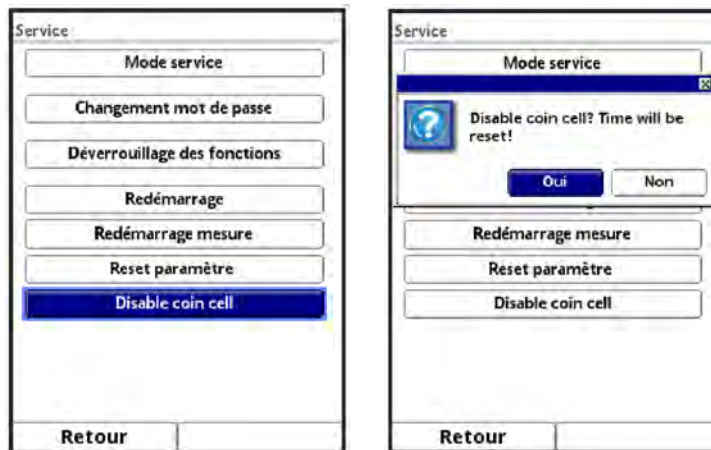 Service
Mode service
Changement mot de passe
Déverrouillage des fonctions
Redémarrage
Redémarrage mesure
Reset paramètre
Disable coin cell
Retour
Service
Mode service
Disable coin cell? Time will be
reset!
Oui
Non
Redémarrage mesure
Reset paramètre
Disable coin cell
Retour